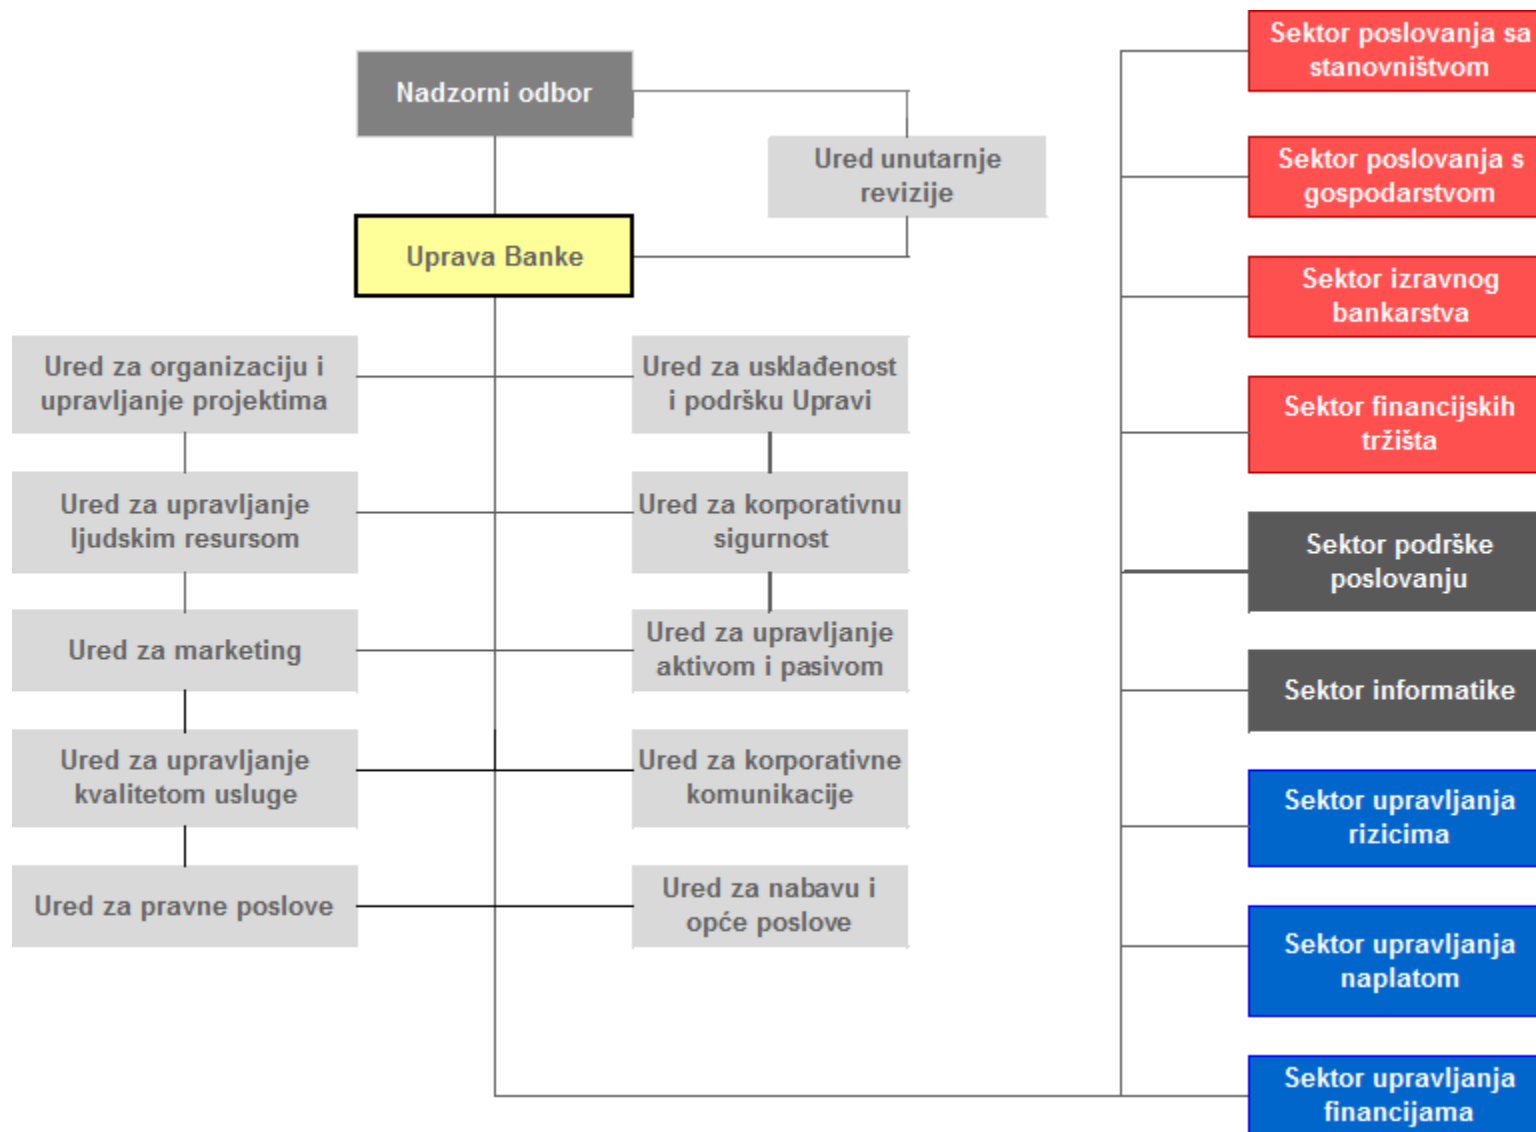 Nadzorni odbor
Ured unutarnje
revizije
Uprava Banke
Ured za organizaciju i
upravljanje projektima
Ured za usklađenost
i podršku Upravi
Ured za upravljanje
ljudskim resursom
Ured za korporativnu
sigurnost
Ured za marketing
Ured za upravljanje
aktivom i pasivom
Ured za upravljanje
kvalitetom usluge
Ured za korporativne
komunikacije
Ured za pravne poslove
Ured za nabavu i
opće poslove
Sektor poslovanja sa
stanovništvom
Sektor poslovanja s
gospodarstvom
Sektor izravnog
bankarstva
Sektor financijskih
tržišta
Sektor podrške
poslovanju
Sektor informatike
Sektor upravljanja
rizicima
Sektor upravljanja
naplatom
Sektor upravljanja
financijama